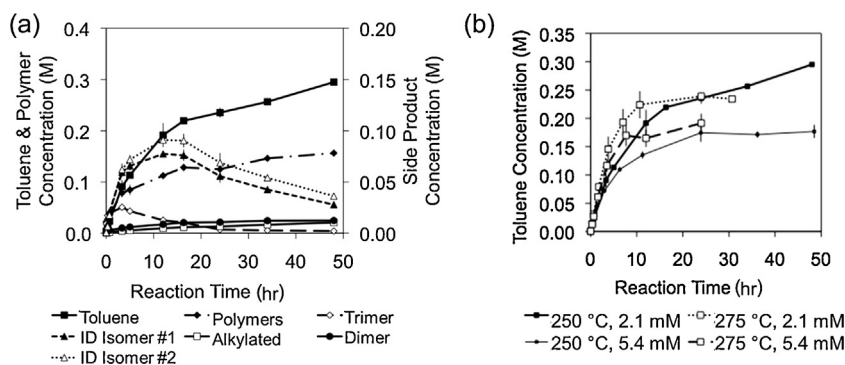 (a)
0.4
0.3
0.2
0.1
0.0
0.20
0.15
0.10
0.05
0.00
Toluene & Polymer
Concentration (M)
Side Product
Concentration (M)
0 10 20 30 40 50
Reaction Time (hr)
Toluene Polymers Trimer
ID Isomer #1 Alkylated Dimer
ID Isomer #2
(b)
0.35
0.30
0.25
0.20
0.15
0.10
0.05
0.00
Toluene Concentration (M)
0 10 20 30 40 50
Reaction Time (hr)
250 °C, 2.1 mM 275 °C, 2.1 mM
250 °C, 5.4 mM 275 °C, 5.4 mM